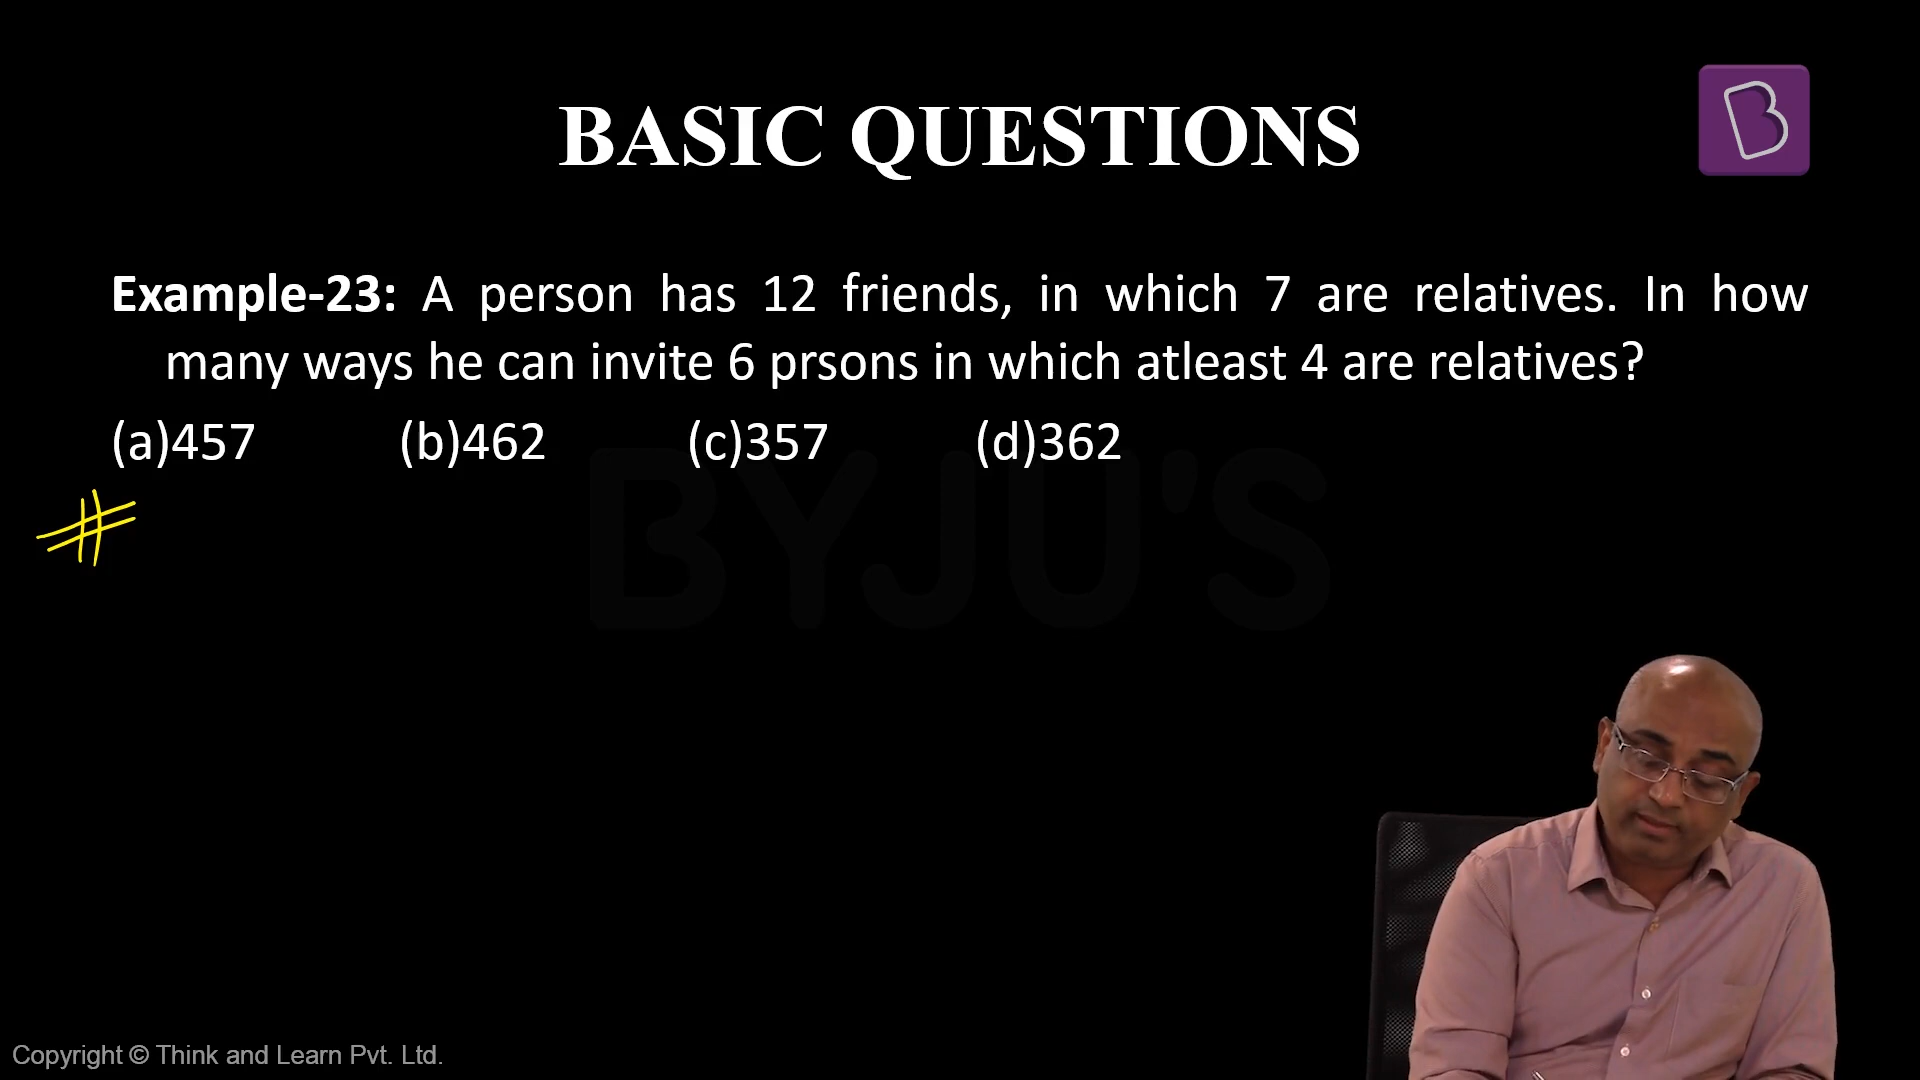 BASIC QUESTIONS
B
Example-23: A person has 12 friends, in which 7 are relatives. In how
many ways he can invite 6 prsons in which atleast 4 are relatives?
(a)457 (b)462 (c)357 (d)362
#
BYJU'S
Copyright © Think and Learn Pvt. Ltd.